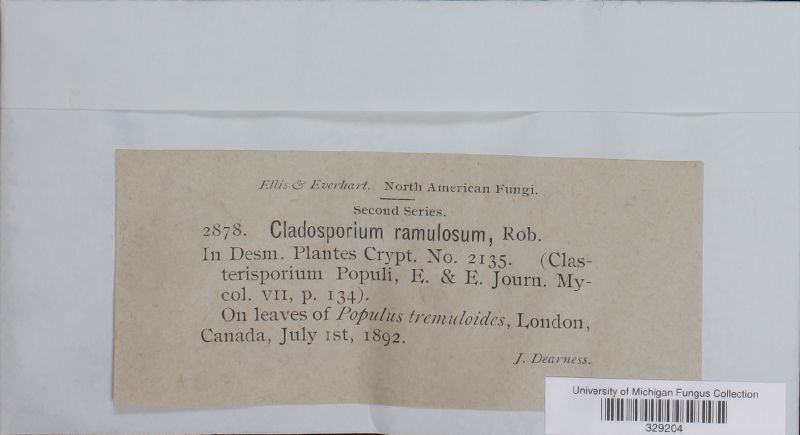 Ellis & Everhart. North American Fungi.
Second Series.
2878. Cladosporium ramulosum, Rob.
In Desm. Plantes Crypt. No. 2135. (Clas-
terisporium Populi, E. & E. Journ. My-
col. VII, p. 134).
On leaves of Populus tremuloides, London,
Canada, July 1st, 1892.
J. Dearness.
University of Michigan Fungus Collection
329204